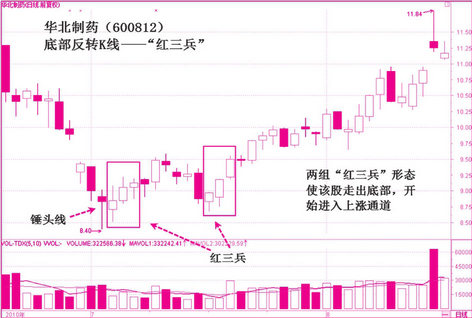 华北制药(日线.前复权)
华北制药（600812）
底部反转K线——“红三兵”
11.84
11.50
11.25
11.00
10.75
10.50
10.25
10.00
9.75
9.50
9.25
9.00
8.75
8.50
两组“红三兵”形态
使该股走出底部，开
始进入上涨通道
锤头线
8.40
红三兵
VOL-TDX(5,10) VVOL: - VOLUME:322568.38↓ MAVOL1:332242.41↑ MAVOL2:302429.59↑
60000
50000
40000
30000
20000
10000
2010年
7
8
日线